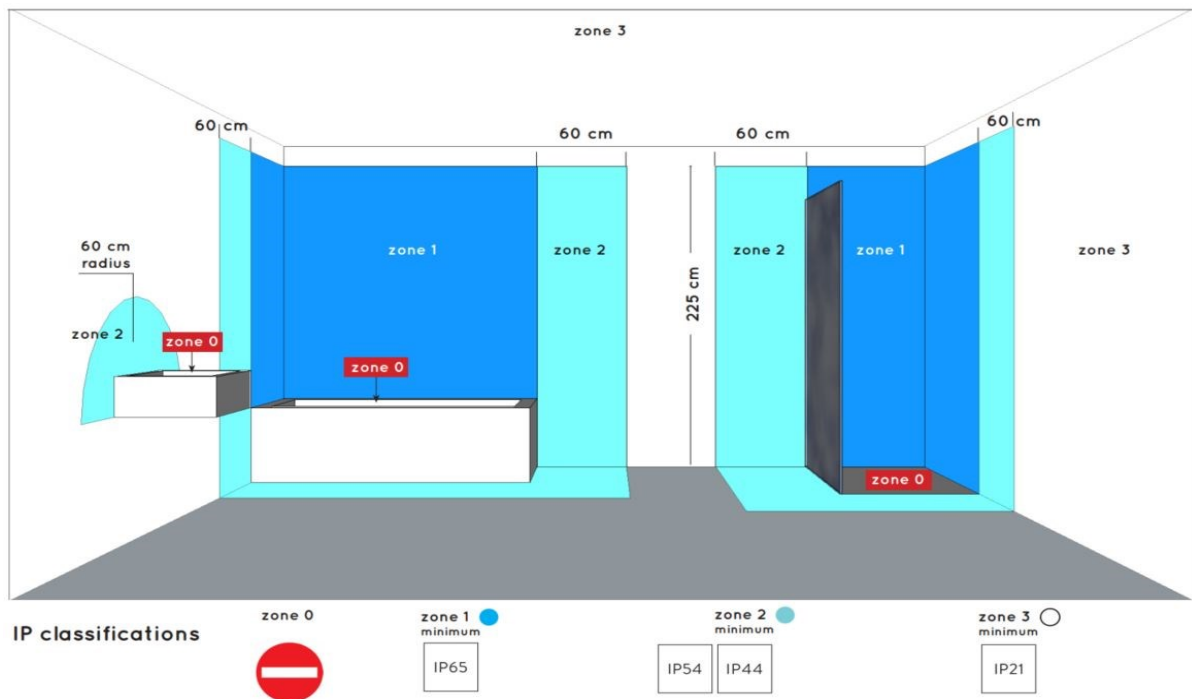 zone 3
60 cm
60 cm
60 cm
60 cm
60 cm
radius
zone 1
zone 2
zone 2
zone 1
zone 3
225 cm
zone 2
zone 0
zone 0
zone 0
IP classifications
zone 0
zone 1
minimum
IP65
zone 2
minimum
IP54
IP44
zone 3
minimum
IP21